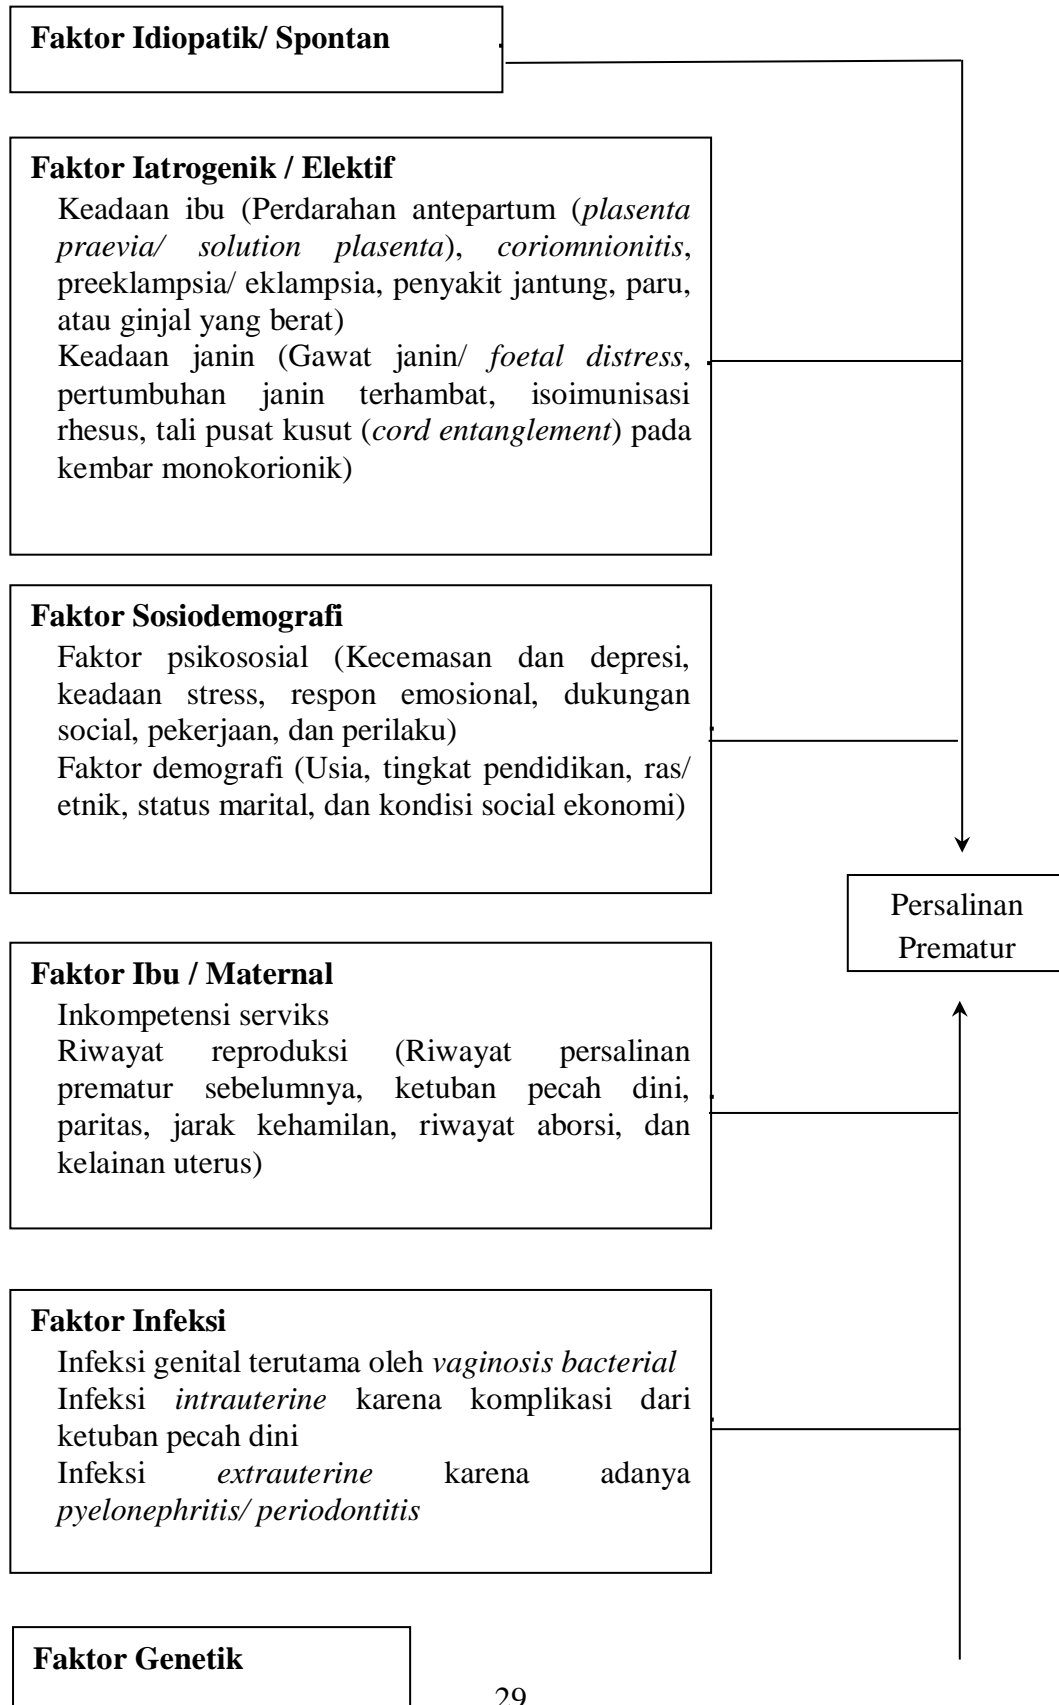 Faktor Idiopatik/ Spontan
Faktor Iatrogenik / Elektif
Keadaan ibu (Perdarahan antepartum (plasenta
praevia/ solution plasenta), coriomnionitis,
preeklampsia/ eklampsia, penyakit jantung, paru,
atau ginjal yang berat)
Keadaan janin (Gawat janin/ foetal distress,
pertumbuhan janin terhambat, isoimunisasi
rhesus, tali pusat kusut (cord entanglement) pada
kembar monokorionik)
Faktor Sosiodemografi
Faktor psikososial (Kecemasan dan depresi,
keadaan stress, respon emosional, dukungan
social, pekerjaan, dan perilaku)
Faktor demografi (Usia, tingkat pendidikan, ras/
etnik, status marital, dan kondisi social ekonomi)
Persalinan
Prematur
Faktor Ibu / Maternal
Inkompetensi serviks
Riwayat reproduksi (Riwayat persalinan
prematur sebelumnya, ketuban pecah dini,
paritas, jarak kehamilan, riwayat aborsi, dan
kelainan uterus)
Faktor Infeksi
Infeksi genital terutama oleh vaginosis bacterial
Infeksi intrauterine karena komplikasi dari
ketuban pecah dini
Infeksi extrauterine karena adanya
pyelonephritis/ periodontitis
Faktor Genetik
29